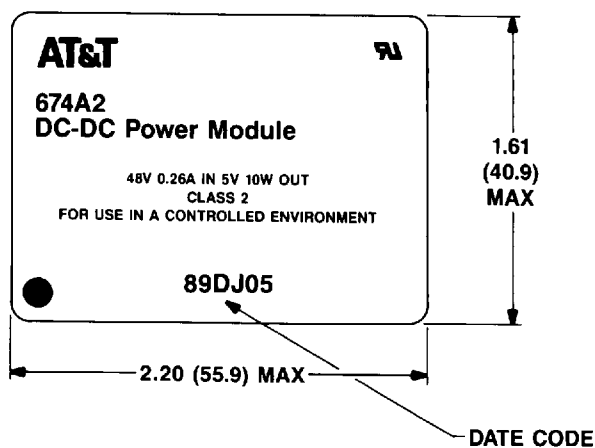 AT&T
674A2
DC-DC Power Module
48V 0.26A IN 5V 10W OUT
CLASS 2
FOR USE IN A CONTROLLED ENVIRONMENT
89DJ05
1.61
(40.9)
MAX
2.20 (55.9) MAX
DATE CODE